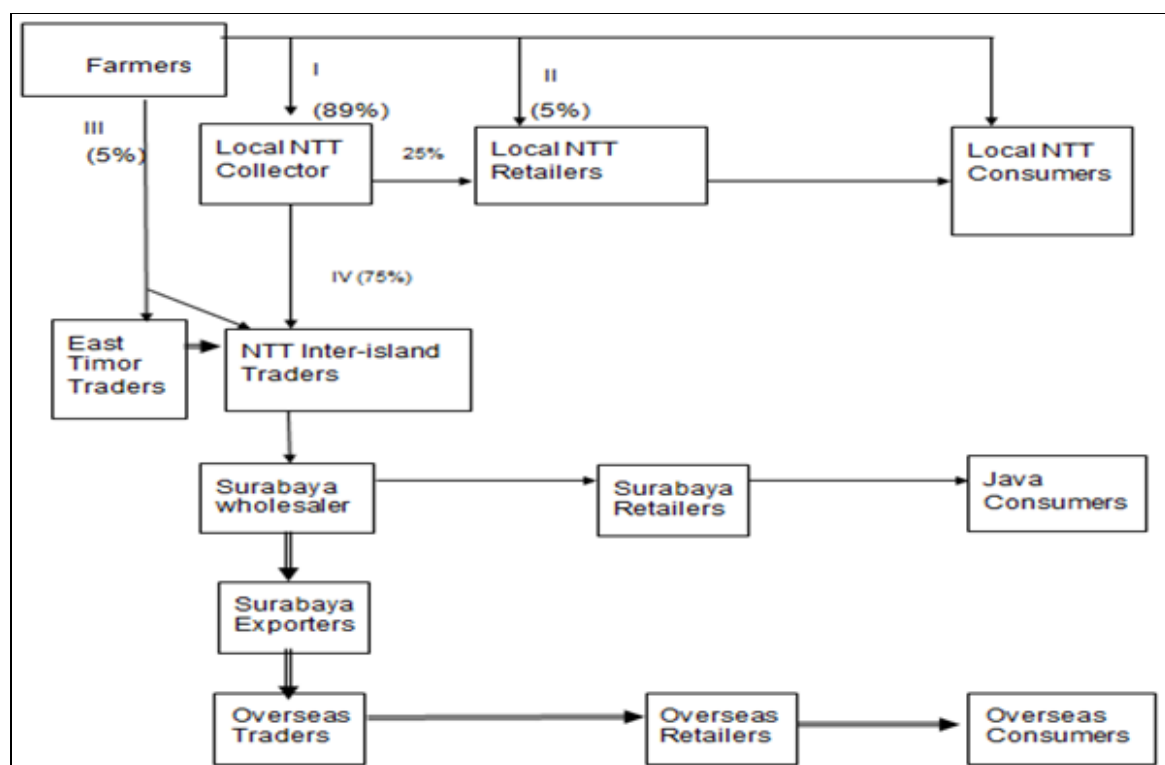 Farmers
I
(89%)
II
(5%)
III
(5%)
Local NTT
Collector
25%
Local NTT
Retailers
Local NTT
Consumers
IV (75%)
East
Timor
Traders
NTT Inter-island
Traders
Surabaya
wholesaler
Surabaya
Retailers
Java
Consumers
Surabaya
Exporters
Overseas
Traders
Overseas
Retailers
Overseas
Consumers